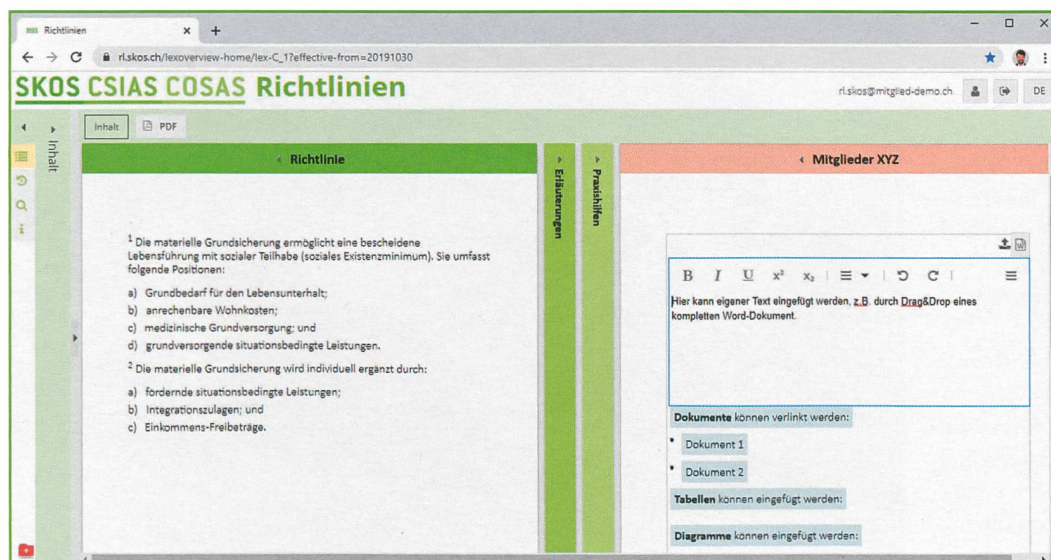 Richtlinien
rl.skos.ch/lexoverview-home/lex-C_1?effective-from=20191030
SKOS CSIAS COSAS Richtlinien
rl.skos@mitglied-demo.ch
DE
Inhalt
PDF
Inhalt
Richtlinie
Erläuterungen
Praxishilfen
Mitglieder XYZ
1 Die materielle Grundsicherung ermöglicht eine bescheidene
Lebensführung mit sozialer Teilhabe (soziales Existenzminimum). Sie umfasst
folgende Positionen:
a) Grundbedarf für den Lebensunterhalt;
b) anrechenbare Wohnkosten;
c) medizinische Grundversorgung; und
d) grundversorgende situationsbedingte Leistungen.
2 Die materielle Grundsicherung wird individuell ergänzt durch:
a) fördernde situationsbedingte Leistungen;
b) Integrationszulagen; und
c) Einkommens-Freibeträge.
B I U x² x₂
Hier kann eigener Text eingefügt werden, z.B. durch Drag&Drop eines
kompletten Word-Dokument.
Dokumente können verlinkt werden:
Dokument 1
Dokument 2
Tabellen können eingefügt werden:
Diagramme können eingefügt werden: